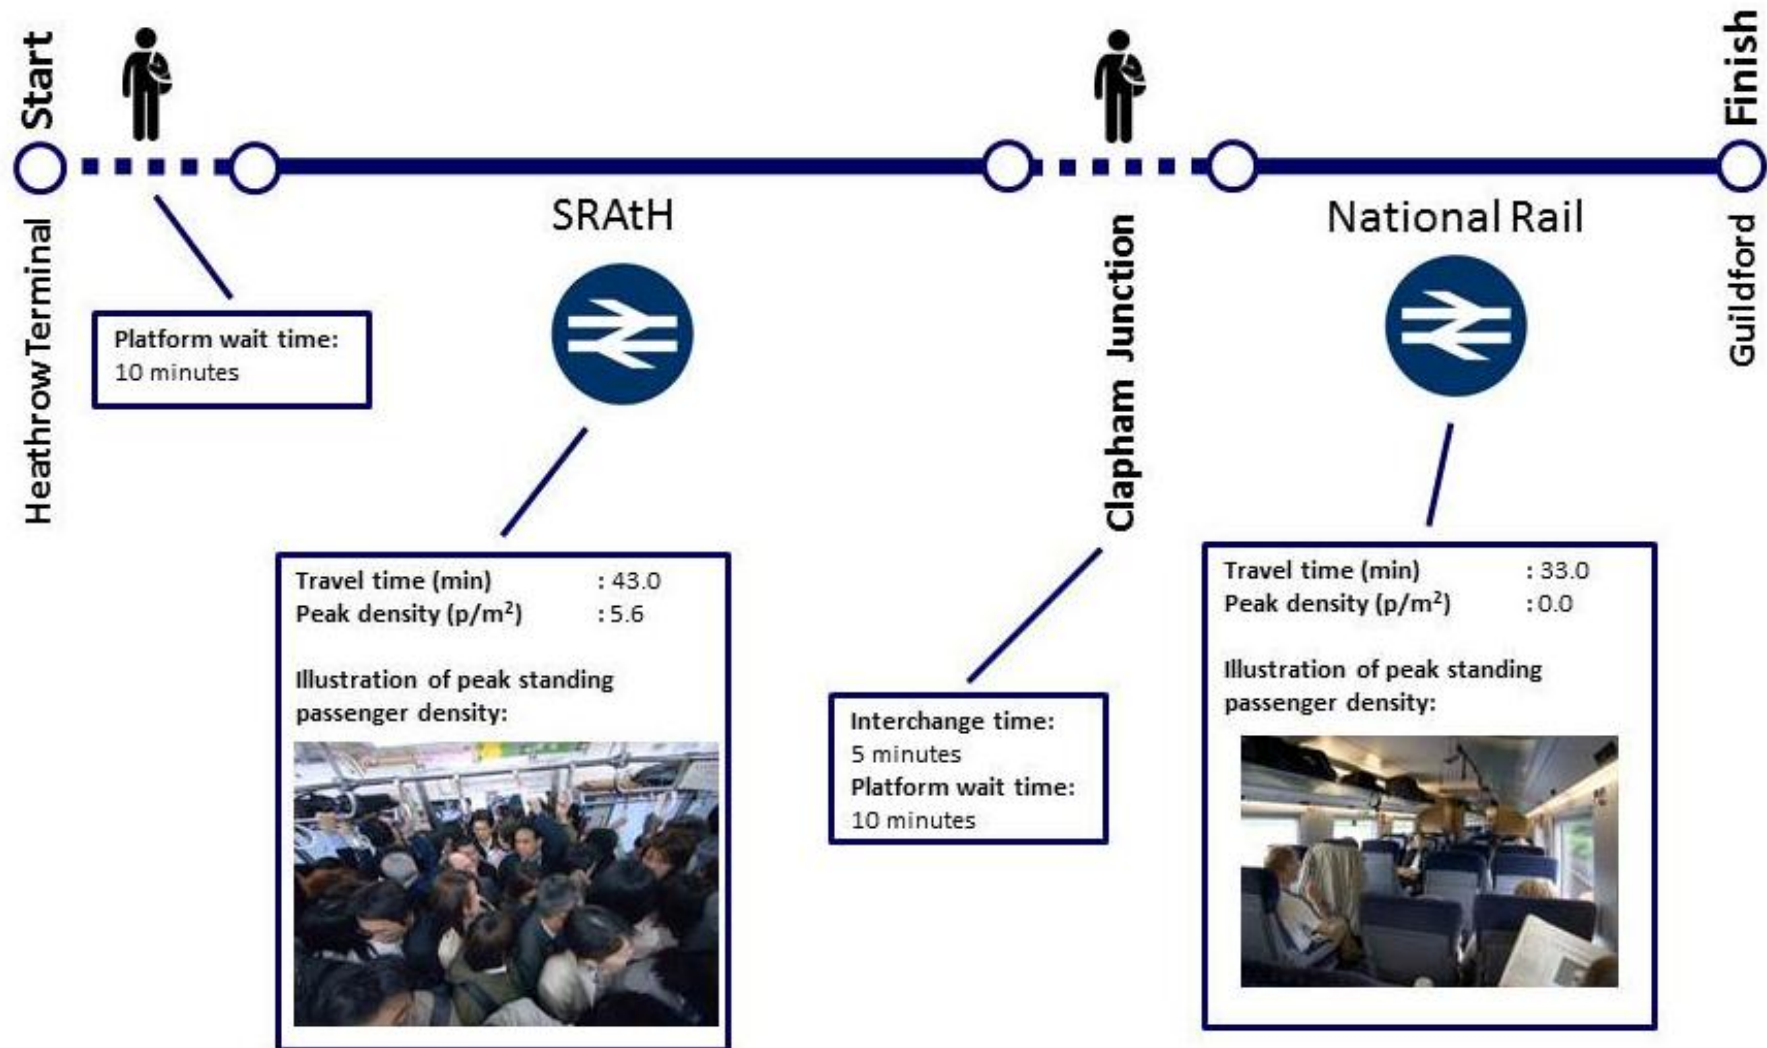 Start
Heathrow Terminal
Platform wait time:
10 minutes
SRAtH
Travel time (min) : 43.0
Peak density (p/m²) : 5.6
Illustration of peak standing
passenger density:
Clapham Junction
Interchange time:
5 minutes
Platform wait time:
10 minutes
National Rail
Travel time (min) : 33.0
Peak density (p/m²) : 0.0
Illustration of peak standing
passenger density:
Finish
Guildford